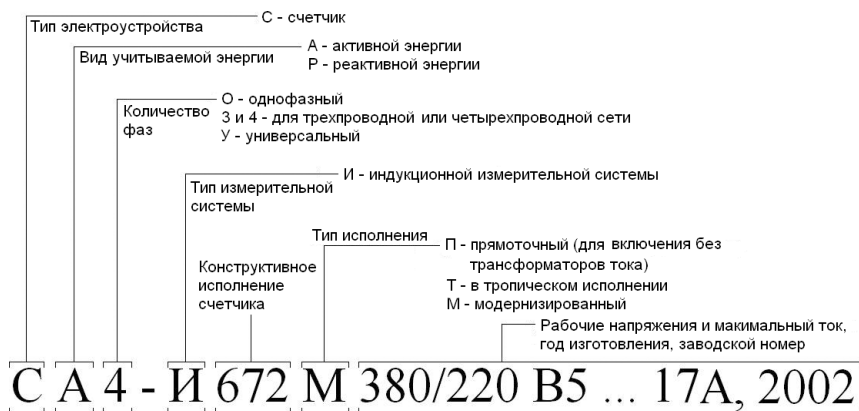 С - счетчик
Тип электроустройства
А - активной энергии
Вид учитываемой энергии
Р - реактивной энергии
О - однофазный
Количество
фаз
3 и 4 - для трехпроводной или четырехпроводной сети
У - универсальный
И - индукционной измерительной системы
Тип измерительной
системы
Тип исполнения
П - прямоточный (для включения без
трансформаторов тока)
Т - в тропическом исполнении
М - модернизированный
Конструктивное
исполнение
счетчика
Рабочие напряжения и макимальный ток,
год изготовления, заводской номер
С А 4 - И 672 М 380/220 В5 ... 17А, 2002